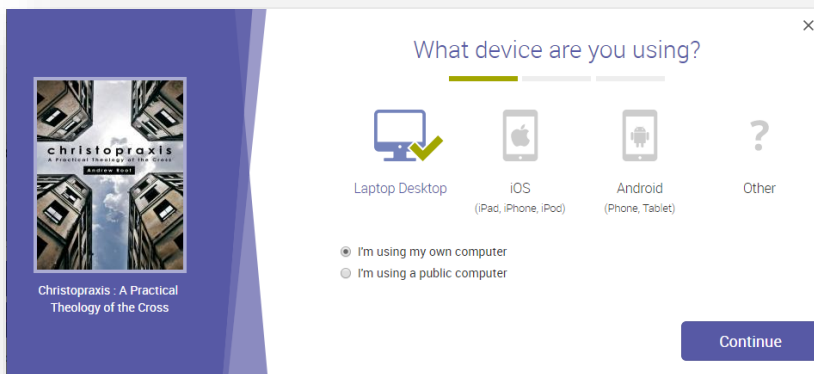 What device are you using?
christopraxis
A Practical Theology of the Cross
Andrew Root
Christopraxis : A Practical
Theology of the Cross
Laptop Desktop
iOS
(iPad, iPhone, iPod)
Android
(Phone, Tablet)
?
Other
I'm using my own computer
I'm using a public computer
Continue